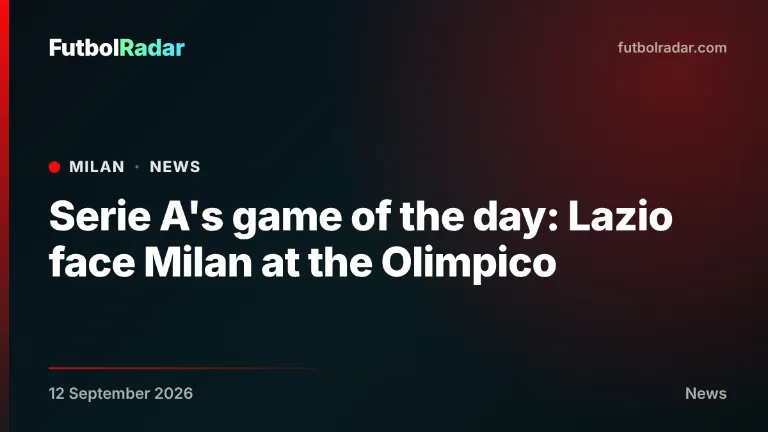 FutbolRadar
futbolradar.com
MILAN · NEWS
Serie A's game of the day: Lazio
face Milan at the Olimpico
12 September 2026
News